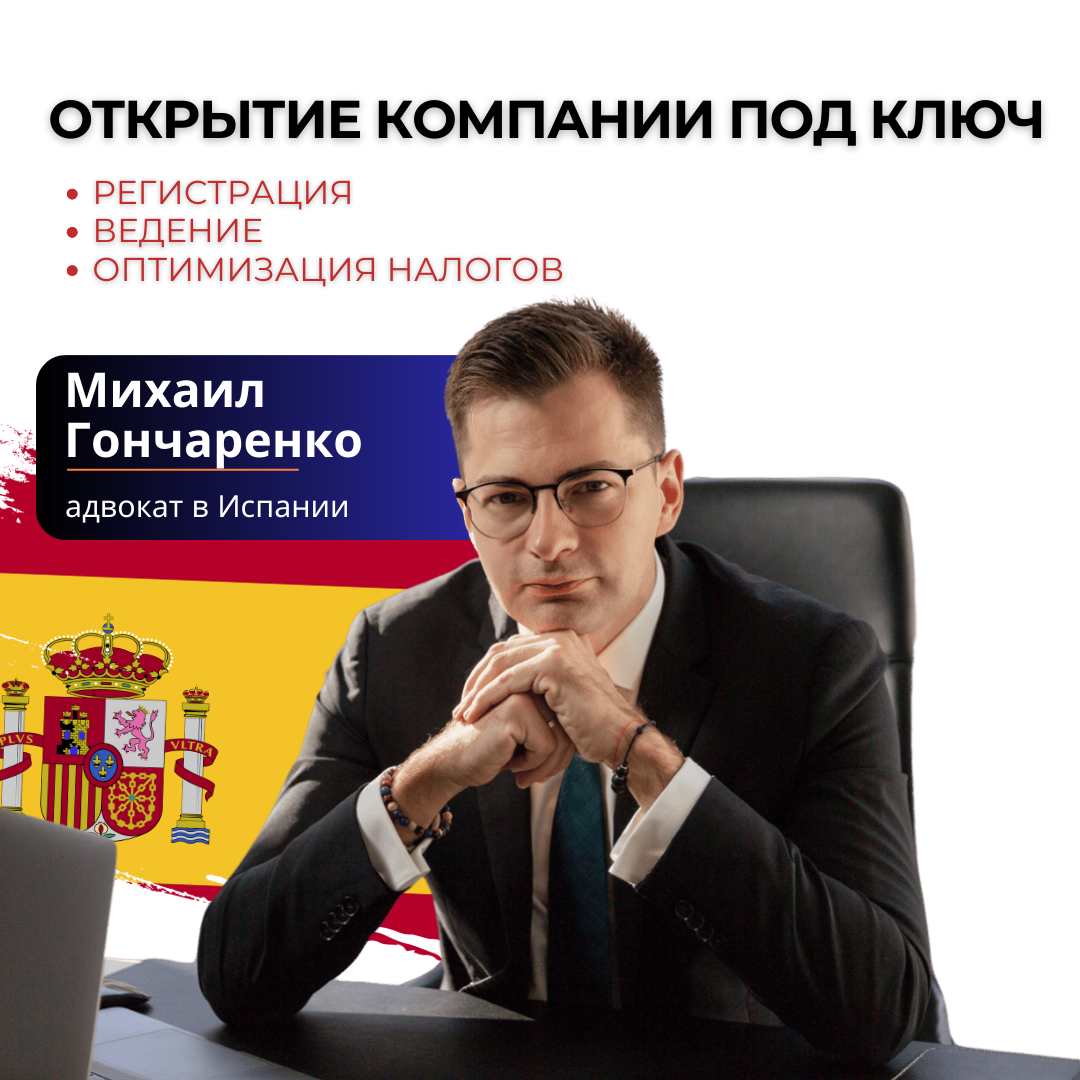 ОТКРЫТИЕ КОМПАНИИ ПОД КЛЮЧ
• РЕГИСТРАЦИЯ
• ВЕДЕНИЕ
• ОПТИМИЗАЦИЯ НАЛОГОВ
Михаил
Гончаренко
адвокат в Испании
PLVS
VLTRA